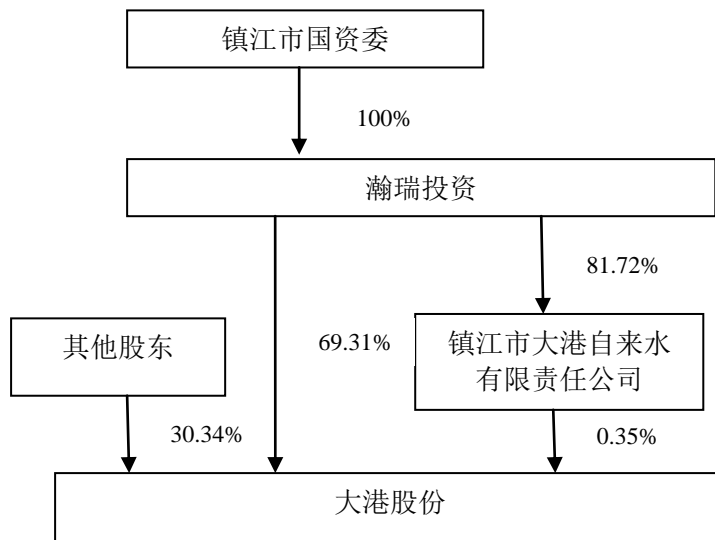 镇江市国资委
100%
瀚瑞投资
81.72%
其他股东
69.31%
镇江市大港自来水
有限责任公司
30.34%
0.35%
大港股份